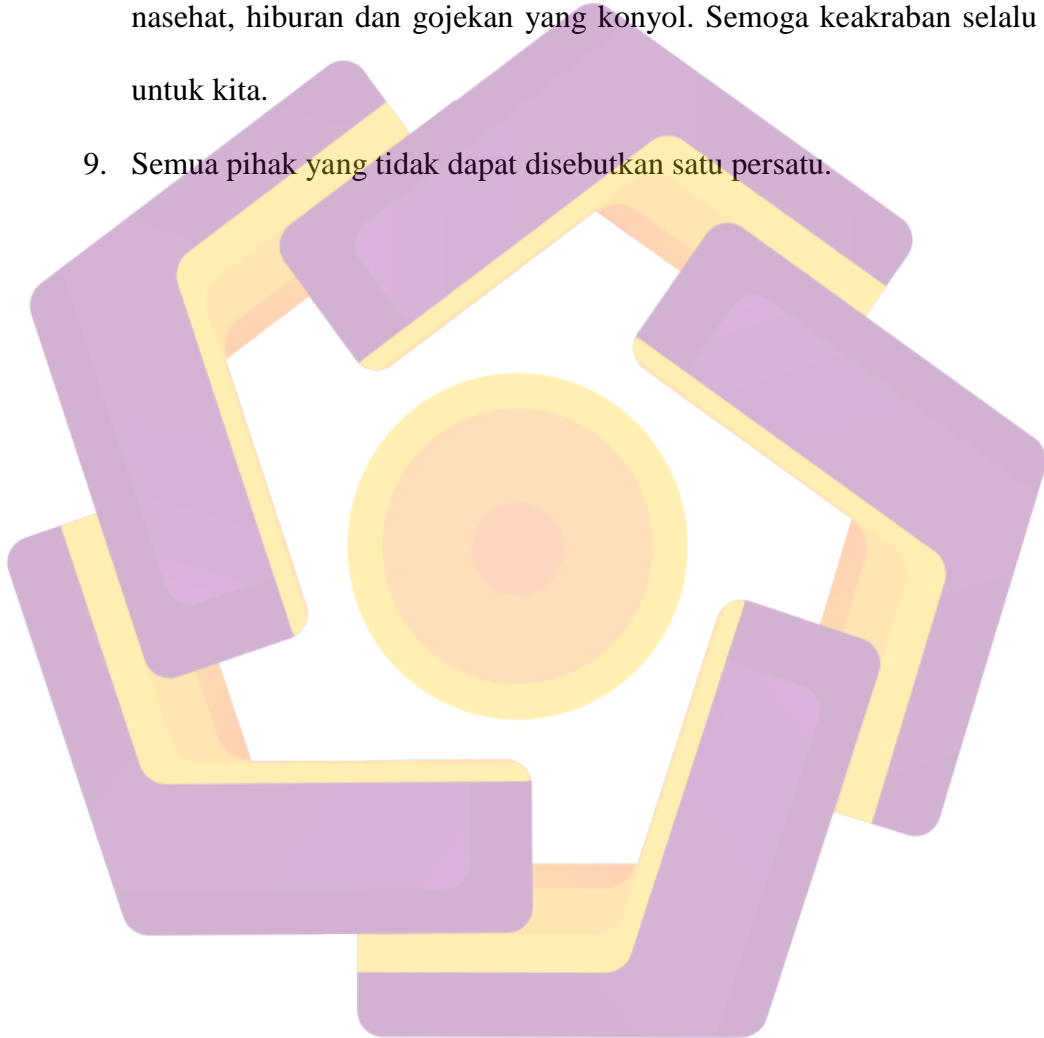 nasehat, hiburan dan gojekan yang konyol. Semoga keakraban selalu
untuk kita.
9. Semua pihak yang tidak dapat disebutkan satu persatu.